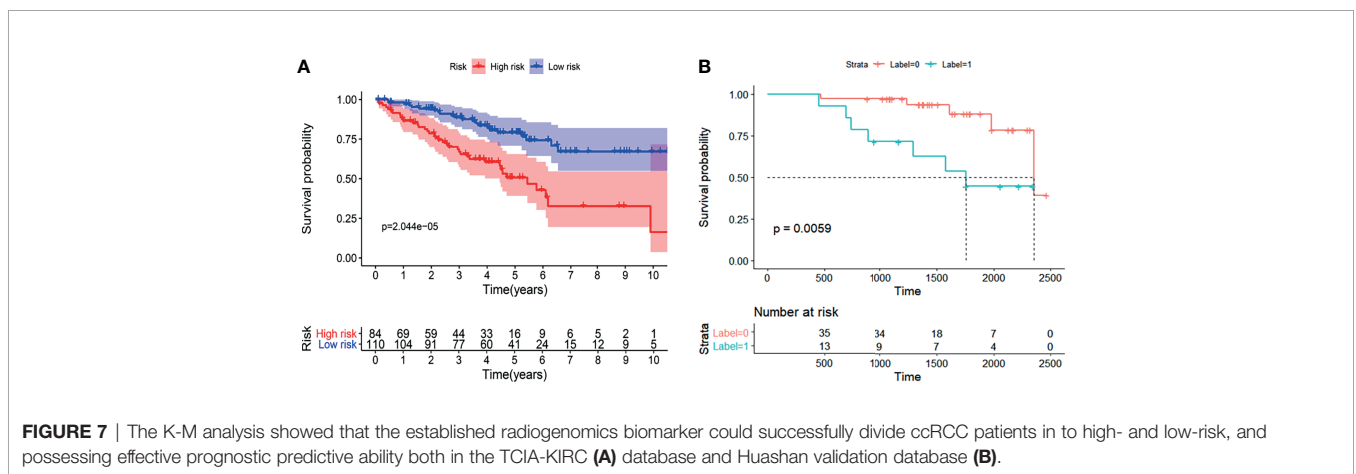 A
Risk High risk Low risk
Survival probability
1.00
0.75
0.50
0.25
0.00
p=2.044e−05
0 1 2 3 4 5 6 7 8 9 10
Time(years)
Risk
High risk 84 69 59 44 33 16 9 6 5 2 1
Low risk 110 104 91 77 60 41 24 15 12 9 5
0 1 2 3 4 5 6 7 8 9 10
Time(years)
B
Strata Label=0 Label=1
Survival probability
1.00
0.75
0.50
0.25
0.00
p = 0.0059
0 500 1000 1500 2000 2500
Time
Number at risk
Strata
Label=0 35 34 18 7 0
Label=1 13 9 7 4 0
500 1000 1500 2000 2500
Time
FIGURE 7 | The K-M analysis showed that the established radiogenomics biomarker could successfully divide ccRCC patients in to high- and low-risk, and
possessing effective prognostic predictive ability both in the TCIA-KIRC (A) database and Huashan validation database (B).